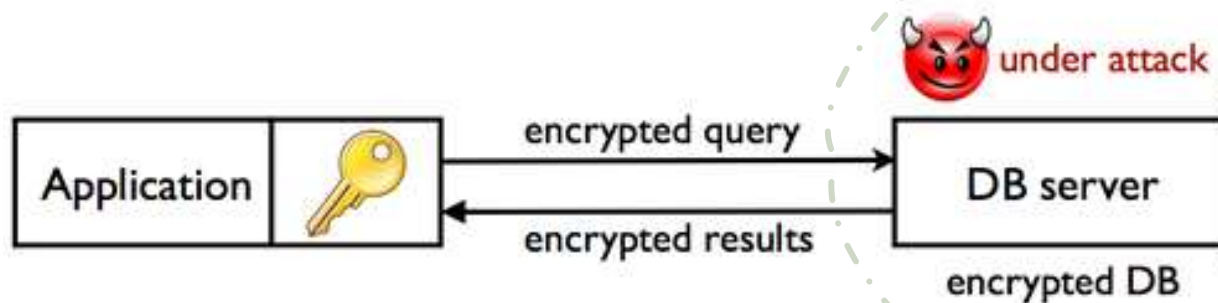 under attack
encrypted query
Application
DB server
encrypted results
encrypted DB